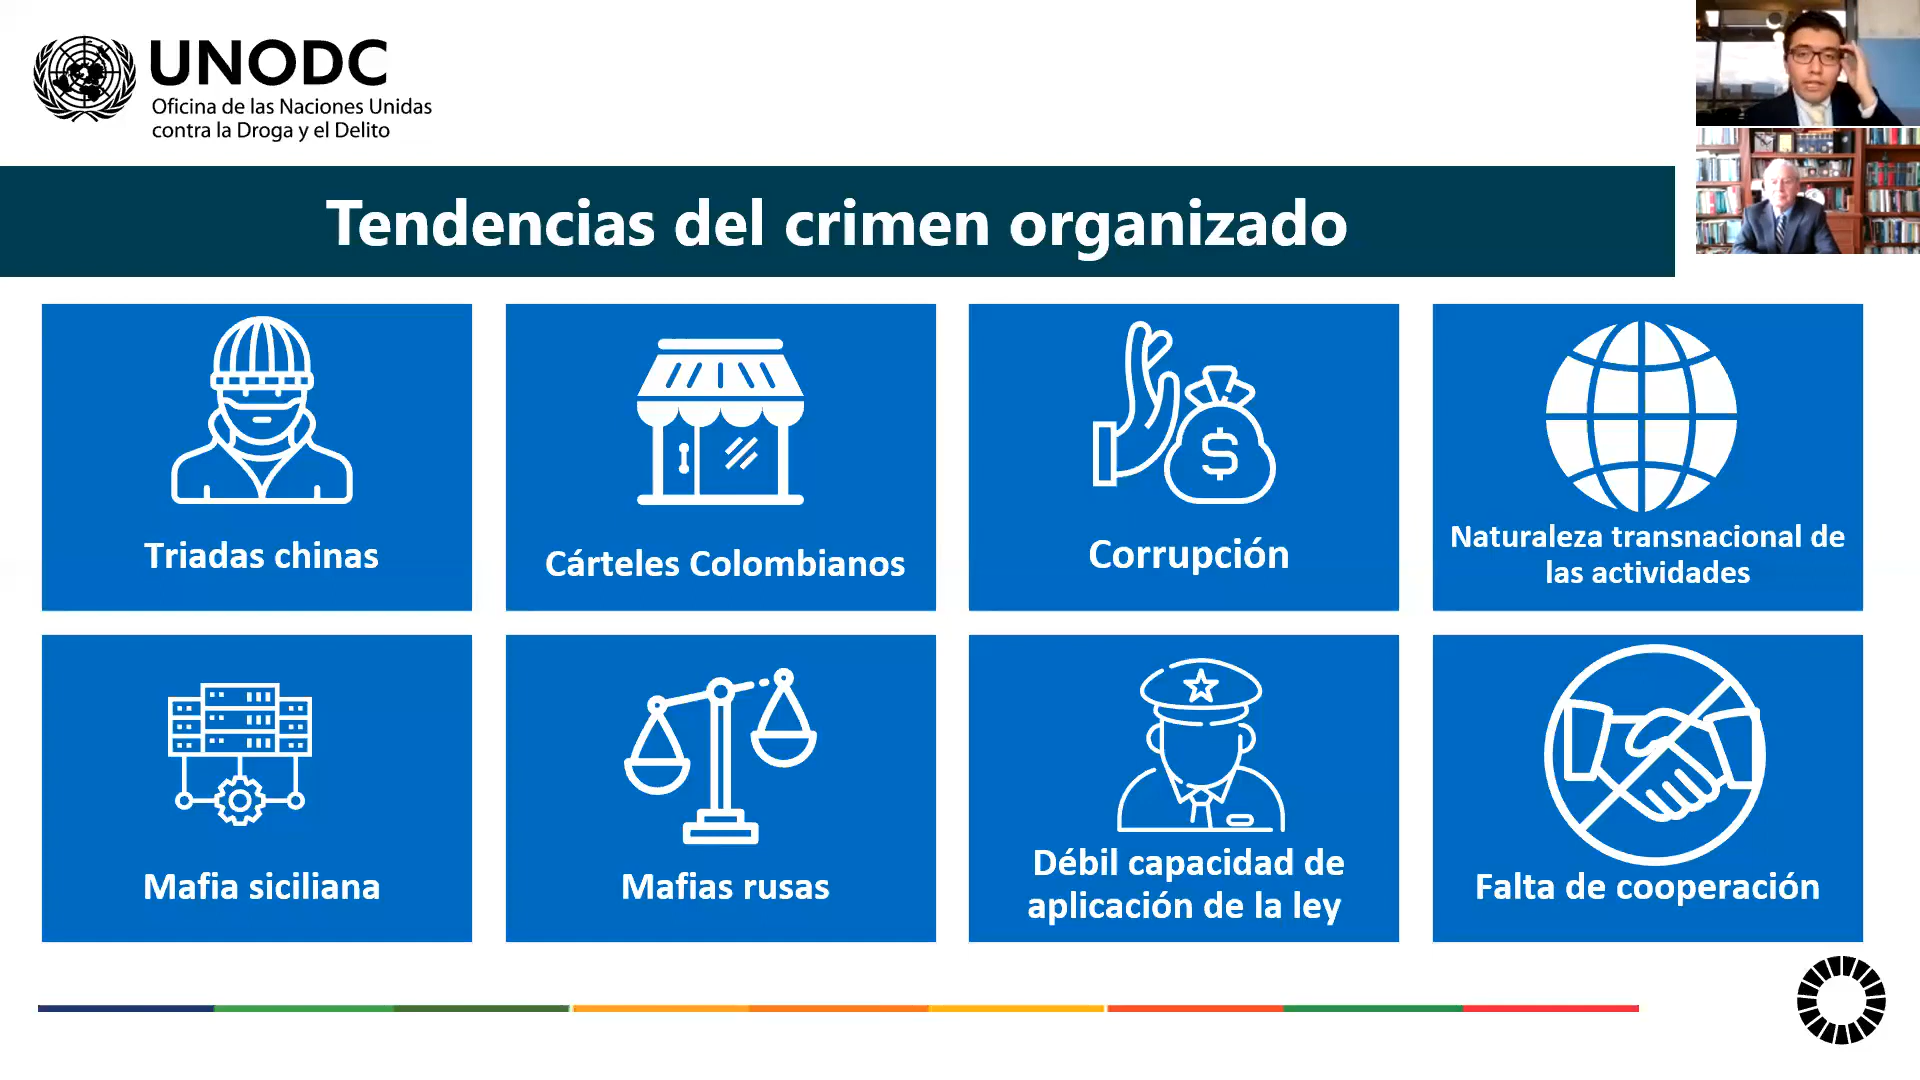 UNODC
Oficina de las Naciones Unidas
contra la Droga y el Delito
Tendencias del crimen organizado
Triadas chinas
Cárteles Colombianos
Corrupción
Naturaleza transnacional de
las actividades
Mafia siciliana
Mafias rusas
Débil capacidad de
aplicación de la ley
Falta de cooperación